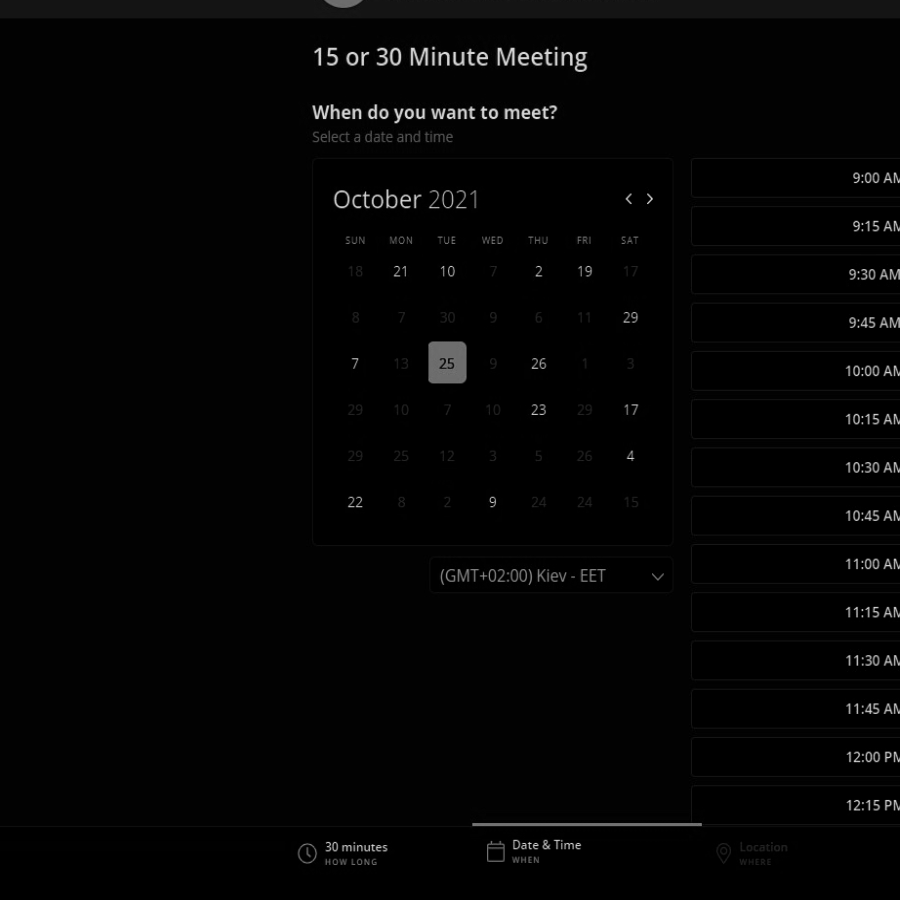 15 or 30 Minute Meeting
When do you want to meet?
Select a date and time
October 2021
SUN MON TUE WED THU FRI SAT
18 21 10 7 2 19 17
8 7 30 9 6 11 29
7 13 25 9 26 1 3
29 10 7 10 23 29 17
29 25 12 3 5 26 4
22 8 2 9 24 24 15
(GMT+02:00) Kiev - EET
9:00 AM
9:15 AM
9:30 AM
9:45 AM
10:00 AM
10:15 AM
10:30 AM
10:45 AM
11:00 AM
11:15 AM
11:30 AM
11:45 AM
12:00 PM
12:15 PM
30 minutes
HOW LONG
Date & Time
WHEN
Location
WHERE